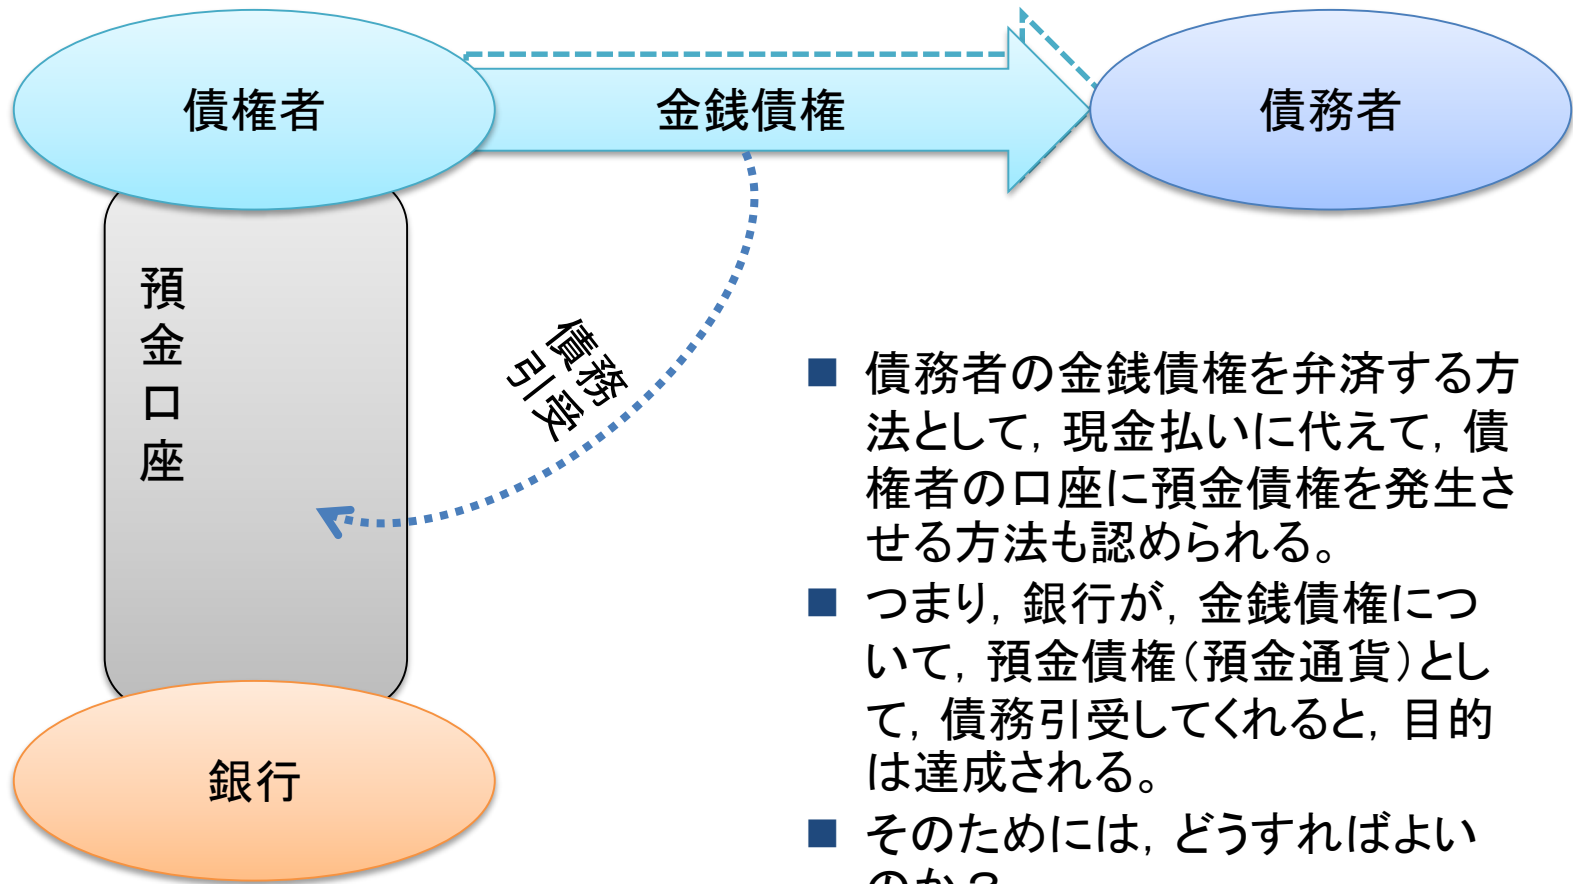 債権者
金銭債権
債務者
預金口座
債務
引受
■ 債務者の金銭債権を弁済する方
法として，現金払いに代えて，債
権者の口座に預金債権を発生さ
せる方法も認められる。
■ つまり，銀行が，金銭債権につ
いて，預金債権（預金通貨）とし
て，債務引受してくれると，目的
は達成される。
■ そのためには，どうすればよい
のか？
銀行